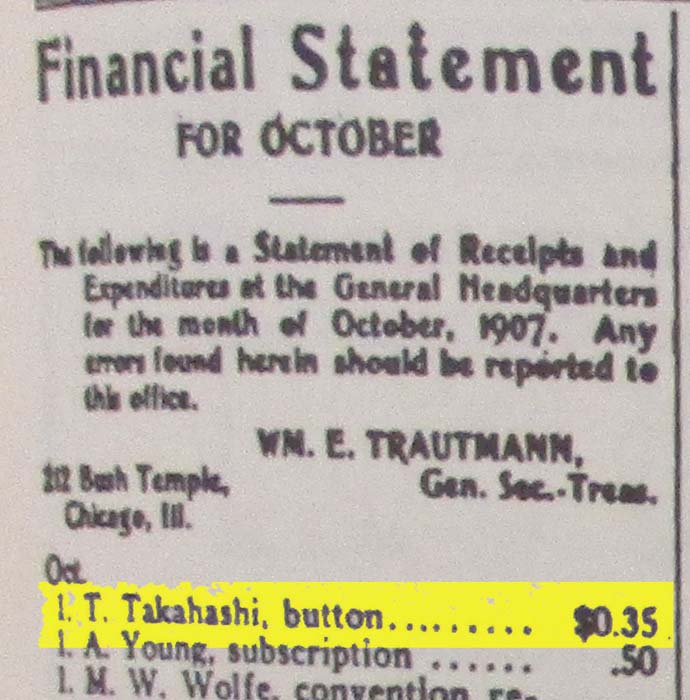 Financial Statement
FOR OCTOBER
The following is a Statement of Receipts and
Expenditures at the General Headquarters
for the month of October, 1907. Any
errors found herein should be reported to
this office.
WM. E. TRAUTMANN,
212 Bush Temple,
Gen. Sec.-Treas.
Chicago, Ill.
Oct.
1. T. Takahashi, button.......... $0.35
1. A. Young, subscription ...... .50
1. M. W. Wolfe, convention re-